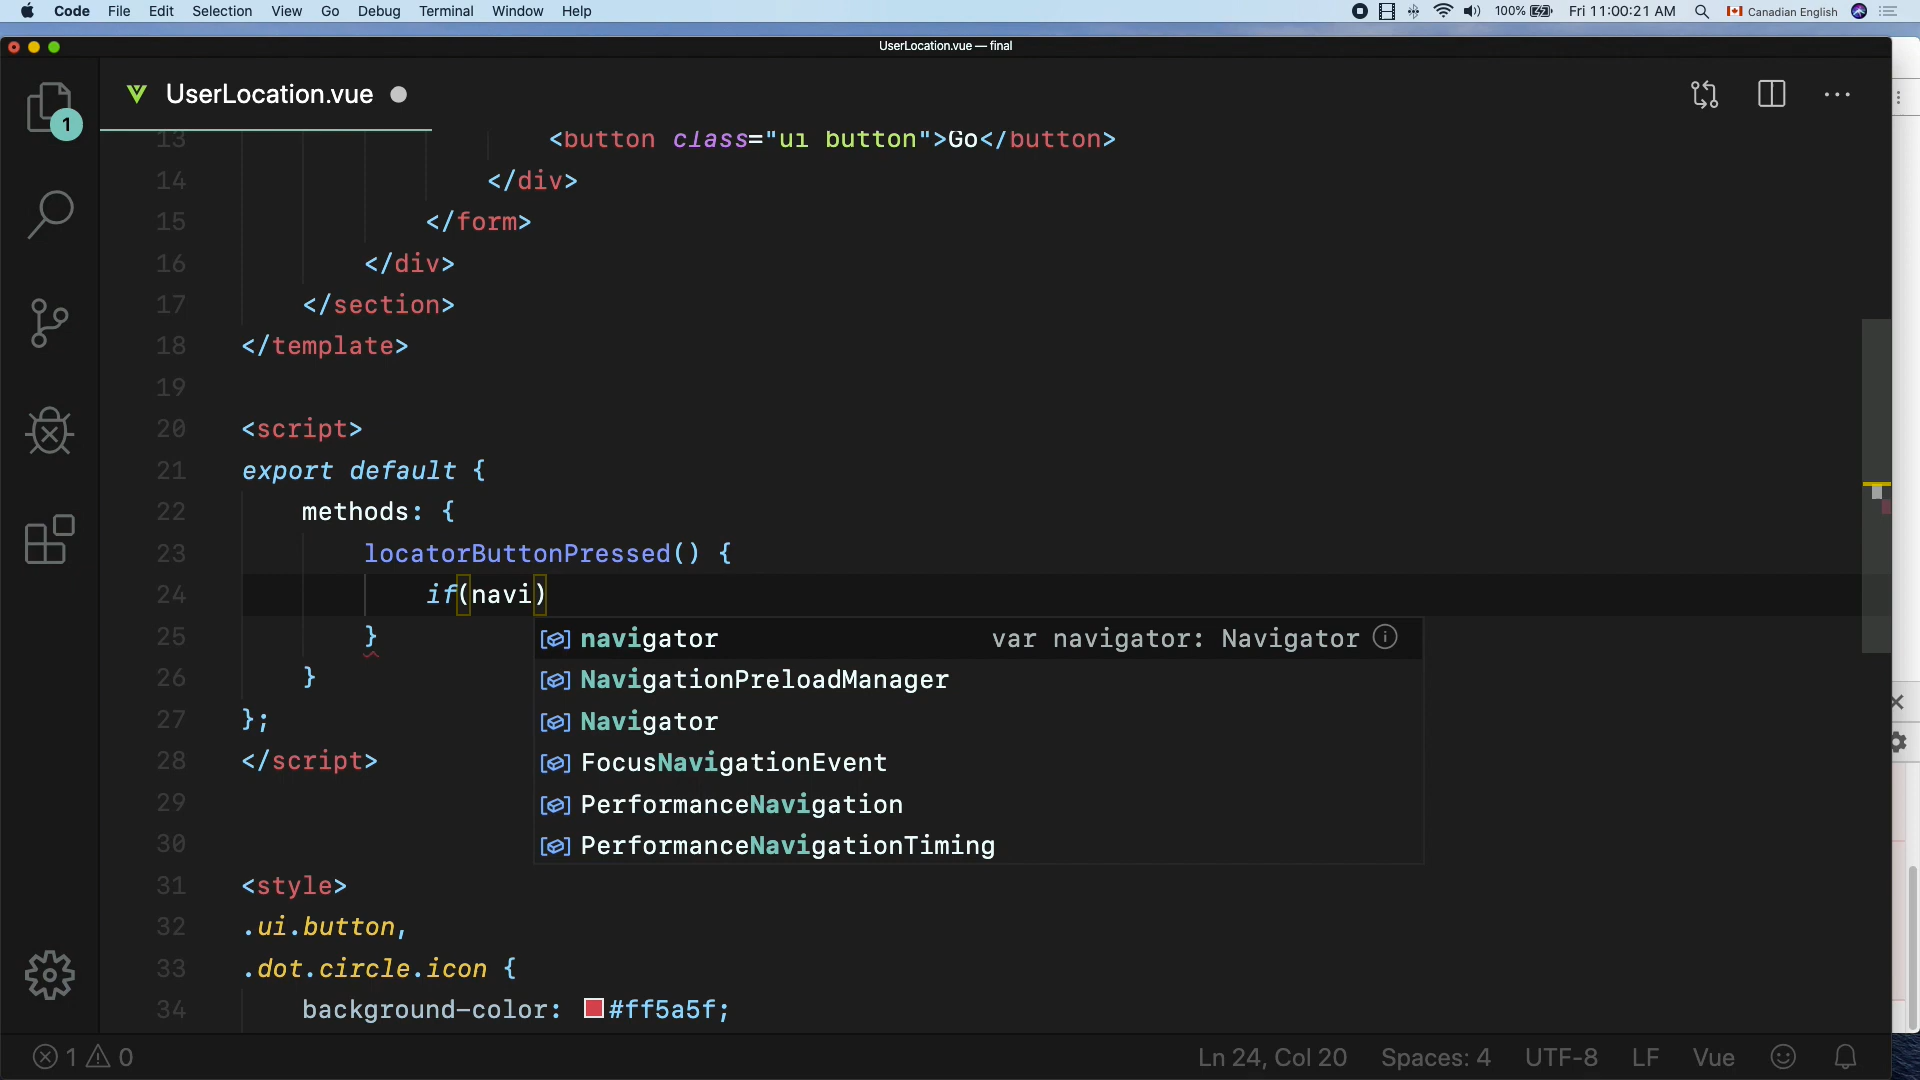 Code File Edit Selection View Go Debug Terminal Window Help 100% Fri 11:00:21 AM Canadian English
UserLocation.vue — final
UserLocation.vue
1
13 <button class="ui button">Go</button>
14 </div>
15 </form>
16 </div>
17 </section>
18 </template>
19
20 <script>
21 export default {
22 methods: {
23 locatorButtonPressed() {
24 if(navi)
25 }
navigator var navigator: Navigator
NavigationPreloadManager
26 }
Navigator
27 };
FocusNavigationEvent
28 </script>
PerformanceNavigation
29
PerformanceNavigationTiming
30
31 <style>
32 .ui.button,
33 .dot.circle.icon {
34 background-color: #ff5a5f;
1 0 Ln 24, Col 20 Spaces: 4 UTF-8 LF Vue